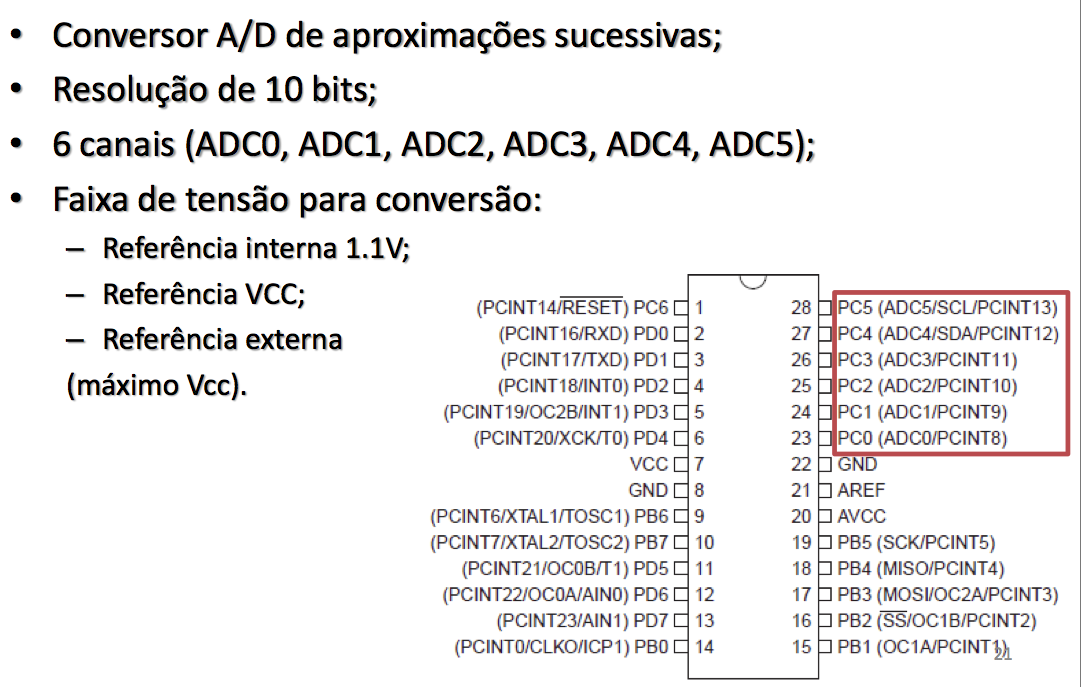 • Conversor A/D de aproximações sucessivas;
• Resolução de 10 bits;
• 6 canais (ADC0, ADC1, ADC2, ADC3, ADC4, ADC5);
• Faixa de tensão para conversão:
– Referência interna 1.1V;
– Referência VCC;
– Referência externa
(máximo Vcc).
(PCINT14/RESET) PC6 1 28 PC5 (ADC5/SCL/PCINT13)
(PCINT16/RXD) PD0 2 27 PC4 (ADC4/SDA/PCINT12)
(PCINT17/TXD) PD1 3 26 PC3 (ADC3/PCINT11)
(PCINT18/INT0) PD2 4 25 PC2 (ADC2/PCINT10)
(PCINT19/OC2B/INT1) PD3 5 24 PC1 (ADC1/PCINT9)
(PCINT20/XCK/T0) PD4 6 23 PC0 (ADC0/PCINT8)
VCC 7 22 GND
GND 8 21 AREF
(PCINT6/XTAL1/TOSC1) PB6 9 20 AVCC
(PCINT7/XTAL2/TOSC2) PB7 10 19 PB5 (SCK/PCINT5)
(PCINT21/OC0B/T1) PD5 11 18 PB4 (MISO/PCINT4)
(PCINT22/OC0A/AIN0) PD6 12 17 PB3 (MOSI/OC2A/PCINT3)
(PCINT23/AIN1) PD7 13 16 PB2 (SS/OC1B/PCINT2)
(PCINT0/CLKO/ICP1) PB0 14 15 PB1 (OC1A/PCINT1)
21